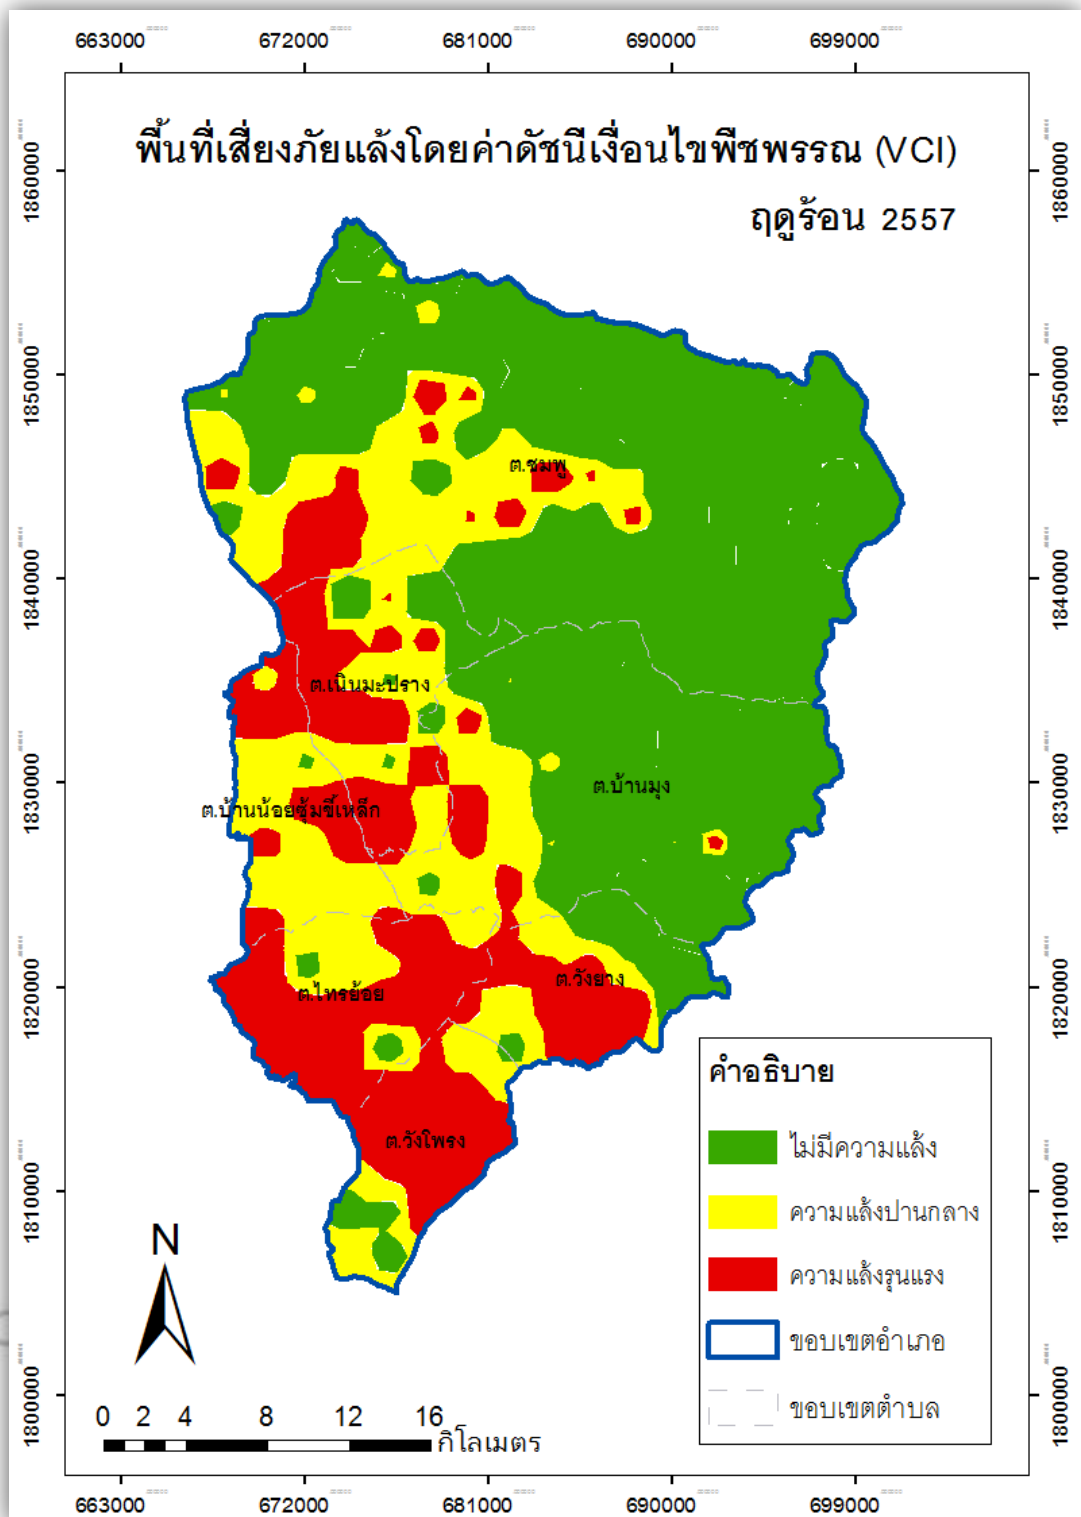 663000 672000 681000 690000 699000
พื้นที่เสี่ยงภัยแล้งโดยค่าดัชนีเงื่อนไขพืชพรรณ (VCI)
ฤดูร้อน 2557
1860000 1860000
1850000 1850000
ต.ชมพู
1840000 1840000
ต.เนินมะปราง
1830000 1830000
ต.บ้านมุง
ต.บ้านน้อยซุ้มขี้เหล็ก
1820000 1820000
ต.วังยาง
ต.ไทรย้อย
ต.วังโพรง
คำอธิบาย
ไม่มีความแล้ง
1810000 1810000
ความแล้งปานกลาง
N
ความแล้งรุนแรง
ขอบเขตอำเภอ
1800000 1800000
ขอบเขตตำบล
0 2 4 8 12 16
กิโลเมตร
663000 672000 681000 690000 699000